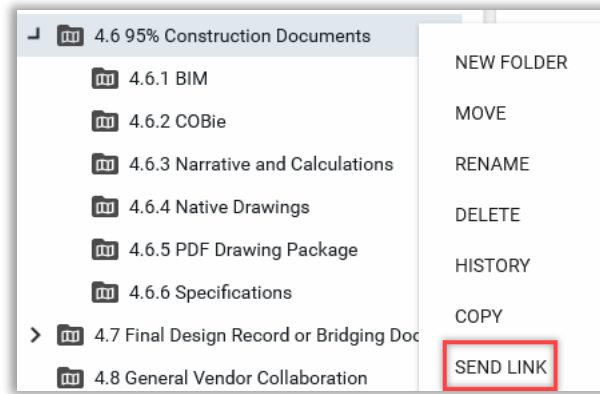 4.6 95% Construction Documents
4.6.1 BIM
4.6.2 COBie
4.6.3 Narrative and Calculations
4.6.4 Native Drawings
4.6.5 PDF Drawing Package
4.6.6 Specifications
4.7 Final Design Record or Bridging Doc
4.8 General Vendor Collaboration
NEW FOLDER
MOVE
RENAME
DELETE
HISTORY
COPY
SEND LINK